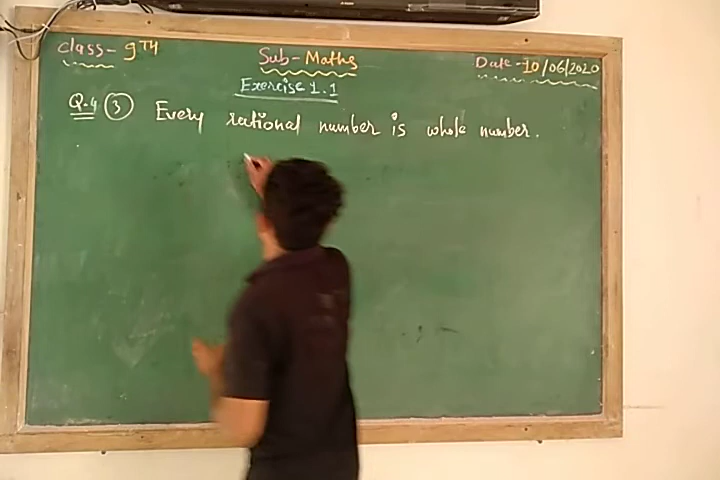 Class- 9TH Sub- Maths Date- 10/06/2020
Exercise 1.1
Q.4 (3) Every rational number is whole number.